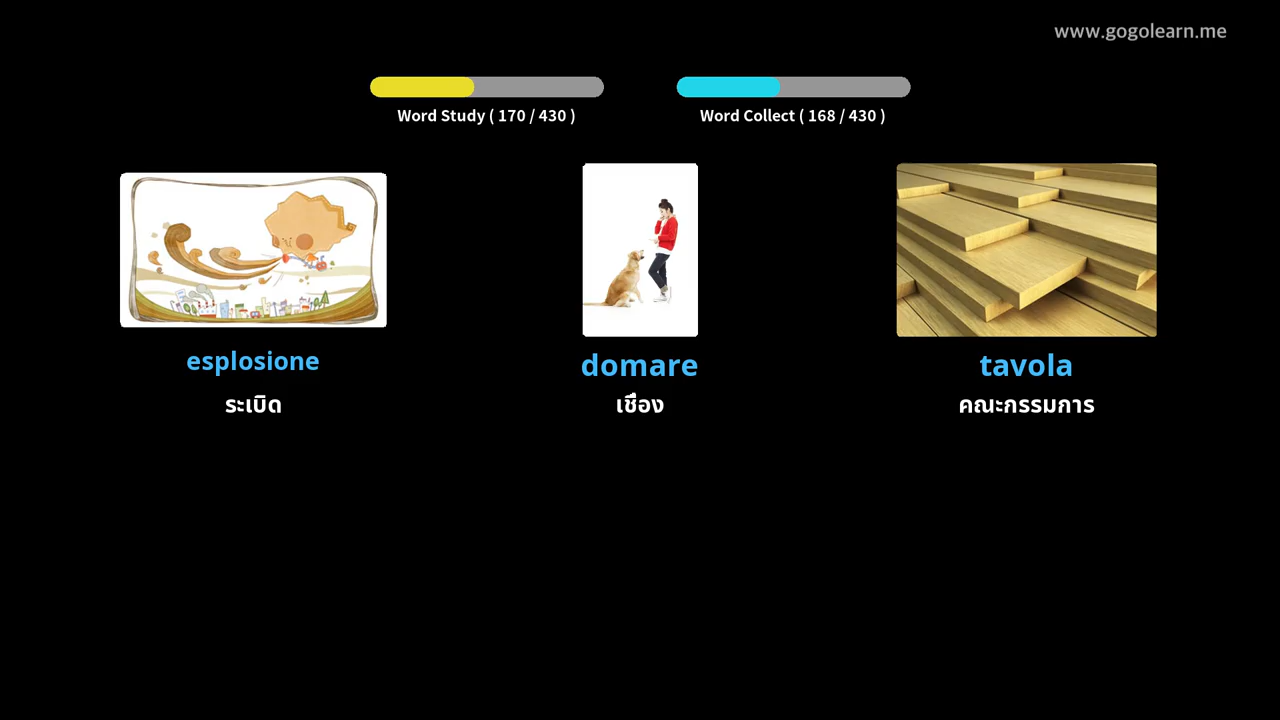 www.gogolearn.me
Word Study ( 170 / 430 )
Word Collect ( 168 / 430 )
esplosione
domare
tavola
ระเบิด
เชื่อง
คณะกรรมการ